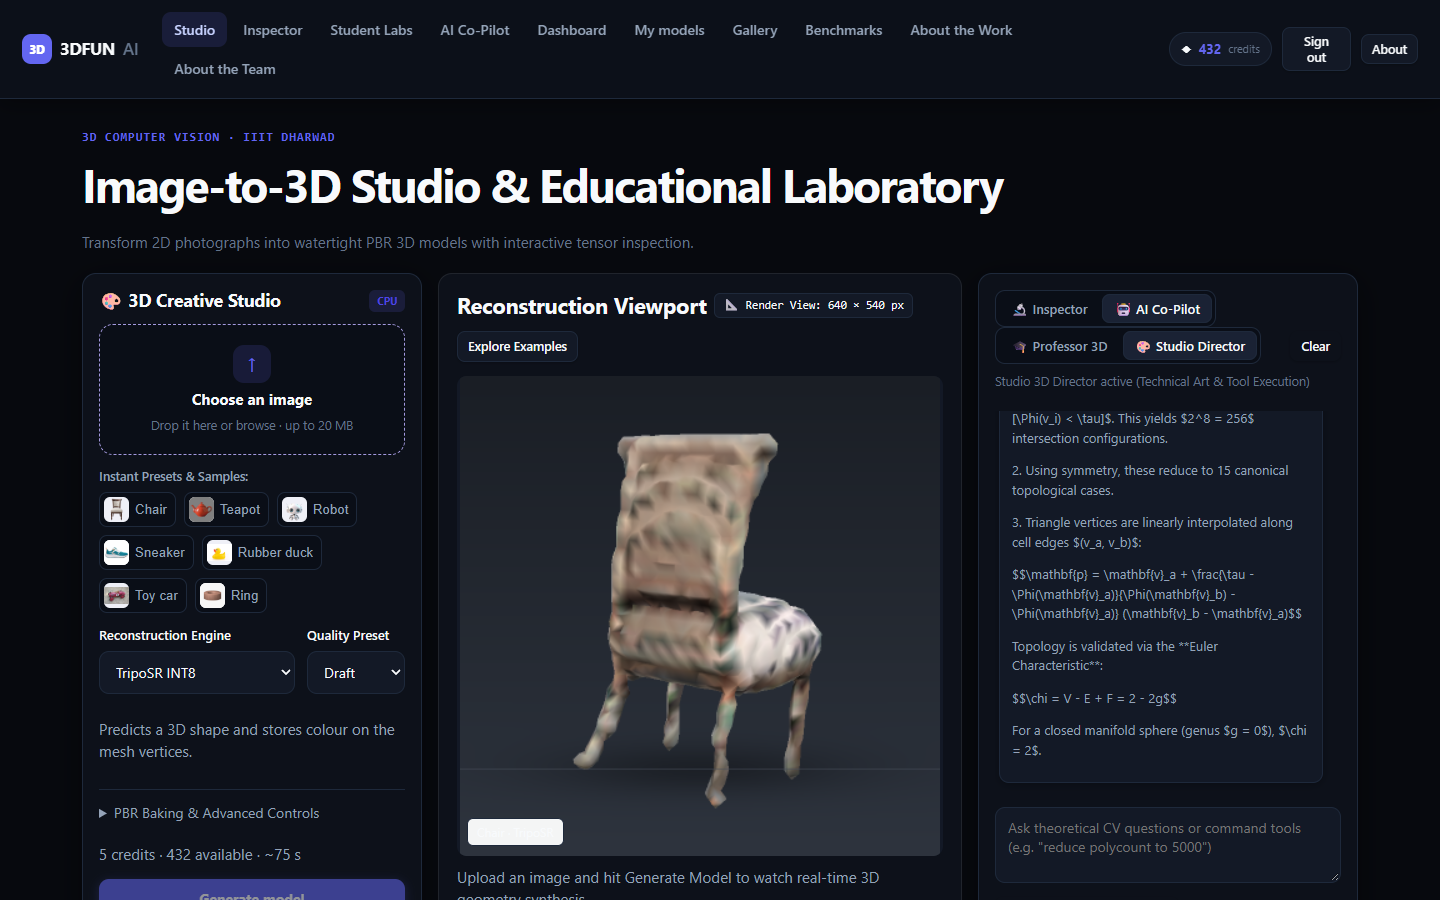 3D 3DFUN AI
Studio Inspector Student Labs AI Co-Pilot Dashboard My models Gallery Benchmarks About the Work
About the Team
432 credits
Sign out
About
3D COMPUTER VISION · IIIT DHARWAD
Image-to-3D Studio & Educational Laboratory
Transform 2D photographs into watertight PBR 3D models with interactive tensor inspection.
3D Creative Studio CPU
↑
Choose an image
Drop it here or browse · up to 20 MB
Instant Presets & Samples:
Chair Teapot Robot
Sneaker Rubber duck
Toy car Ring
Reconstruction Engine Quality Preset
TripoSR INT8 Draft
Predicts a 3D shape and stores colour on the
mesh vertices.
PBR Baking & Advanced Controls
5 credits · 432 available · ~75 s
Generate model
Reconstruction Viewport Render View: 640 × 540 px
Explore Examples
Upload an image and hit Generate Model to watch real-time 3D
geometry synthesis.
Inspector AI Co-Pilot
Professor 3D Studio Director Clear
Studio 3D Director active (Technical Art & Tool Execution)
[\Phi(v_i) < \tau]$. This yields $2^8 = 256$
intersection configurations.
2. Using symmetry, these reduce to 15 canonical
topological cases.
3. Triangle vertices are linearly interpolated along
cell edges $(v_a, v_b)$:
$$\mathbf{p} = \mathbf{v}_a + \frac{\tau -
\Phi(\mathbf{v}_a)}{\Phi(\mathbf{v}_b) -
\Phi(\mathbf{v}_a)} (\mathbf{v}_b - \mathbf{v}_a)$$
Topology is validated via the **Euler
Characteristic**:
$$\chi = V - E + F = 2 - 2g$$
For a closed manifold sphere (genus $g = 0$), $\chi
= 2$.
Ask theoretical CV questions or command tools
(e.g. "reduce polycount to 5000")